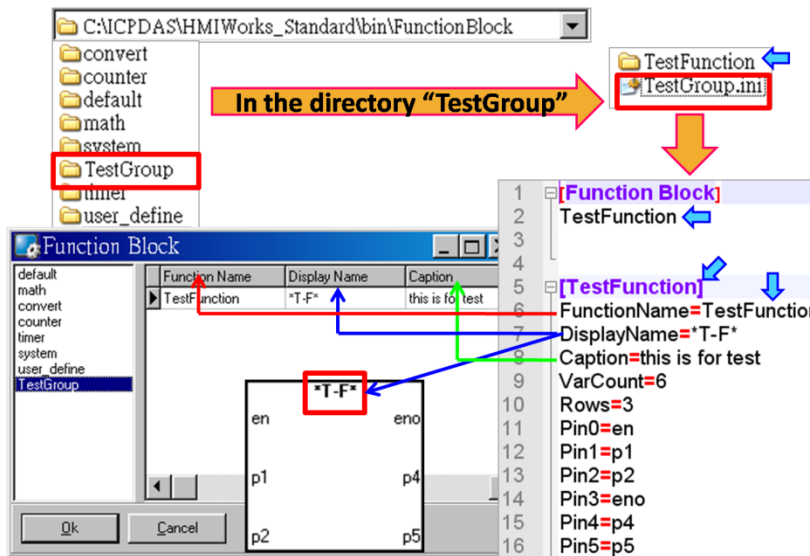 C:\ICPDAS\HMIWorks_Standard\bin\FunctionBlock
convert
counter
default
math
system
TestGroup
timer
user_define
In the directory “TestGroup”
TestFunction
TestGroup.ini
Function Block
default
math
convert
counter
timer
system
user_define
TestGroup
Function Name Display Name Caption
TestFunction *T-F* this is for test
*T-F*
en eno
p1 p4
p2 p5
Ok Cancel
1 [Function Block]
2 TestFunction
3
4
5 [TestFunction]
6 FunctionName=TestFunction
7 DisplayName=*T-F*
8 Caption=this is for test
9 VarCount=6
10 Rows=3
11 Pin0=en
12 Pin1=p1
13 Pin2=p2
14 Pin3=eno
15 Pin4=p4
16 Pin5=p5